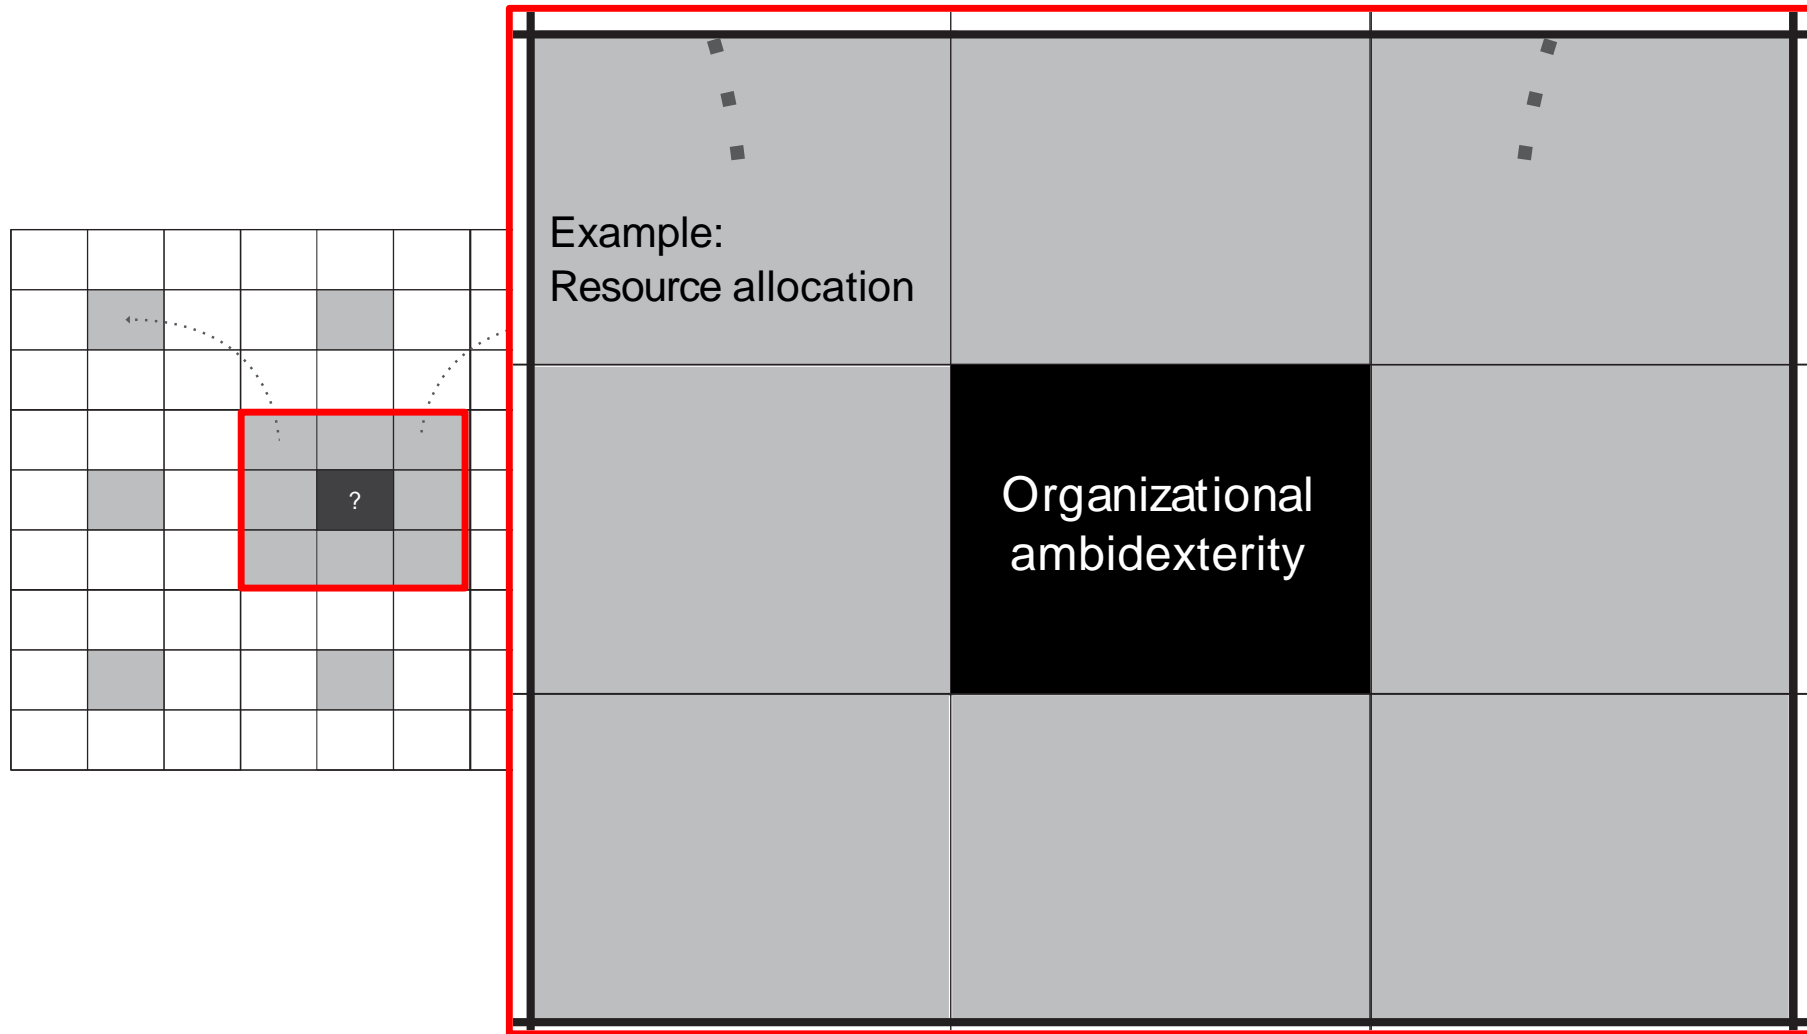 Example:
Resource allocation
?
Organizational
ambidexterity